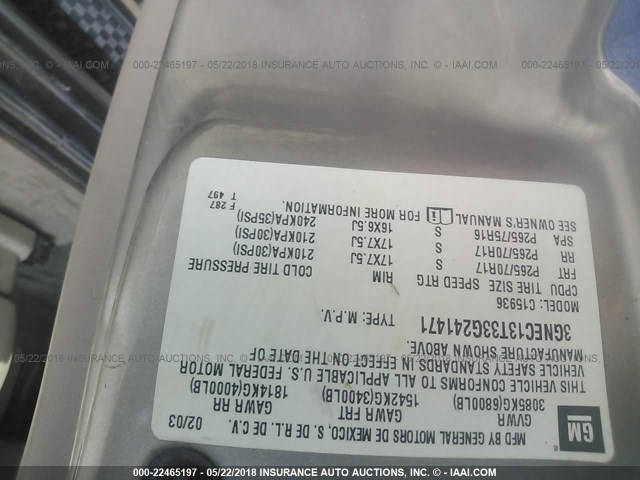 000-22465197 - 05/22/2018 INSURANCE AUTO AUCTIONS, INC. © - IAAI.COM
GM
MFD BY GENERAL MOTORS DE MEXICO, S. DE R.L. DE C.V.
02/03 GVWR GAWR FRT GAWR RR
3085KG(6800LB) 1542KG(3400LB) 1814KG(4000LB)
THIS VEHICLE CONFORMS TO ALL APPLICABLE U.S. FEDERAL MOTOR
VEHICLE SAFETY STANDARDS IN EFFECT ON THE DATE OF
MANUFACTURE SHOWN ABOVE.
3GNEC13T33G241471 TYPE: M.P.V.
MODEL: C15936
CPDU TIRE SIZE SPEED RTG RIM COLD TIRE PRESSURE
FRT P265/70R17 S 17X7.5J 210KPA(30PSI)
RR P265/70R17 S 17X7.5J 210KPA(30PSI)
SPA P265/75R16 S 16X6.5J 240KPA(35PSI)
SEE OWNER'S MANUAL FOR MORE INFORMATION.
F 287
T 497
000-22465197 - 05/22/2018 INSURANCE AUTO AUCTIONS, INC. © - IAAI.COM